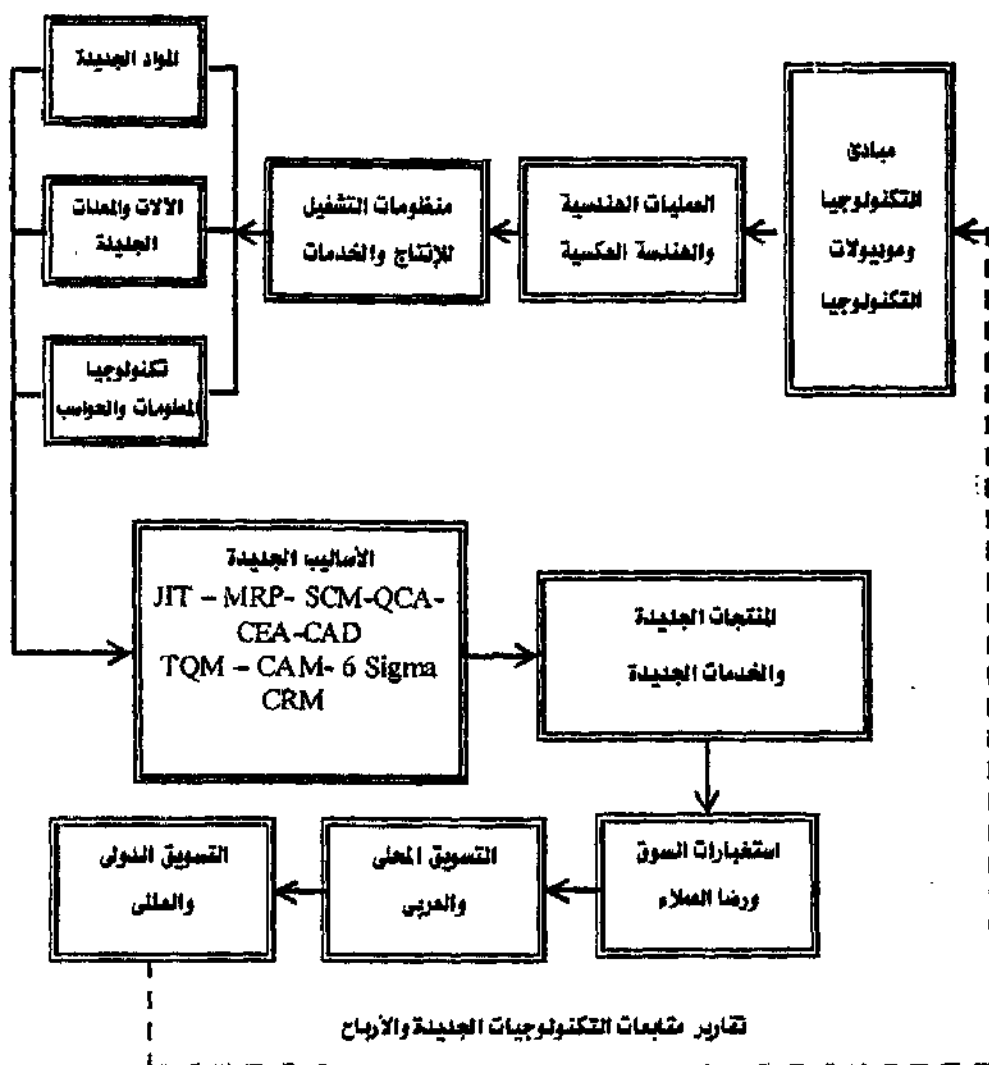 مبادئ
التكنولوجيا
وموديولات
التكنولوجيا
العمليات الهندسية
والهندسة العكسية
منظومات التشغيل
للإنتاج والخدمات
المواد الجديدة
الآلات والمعدات
الجديدة
تكنولوجيا
المعلومات والحواسب
الأساليب الجديدة
JIT – MRP- SCM-QCA-
CEA-CAD
TQM – CAM- 6 Sigma
CRM
المنتجات الجديدة
والخدمات الجديدة
استخبارات السوق
ورضا العملاء
التسويق المحلى
والعربى
التسويق الدولى
والعالمى
تقارير متابعات التكنولوجيات الجديدة والأرباح